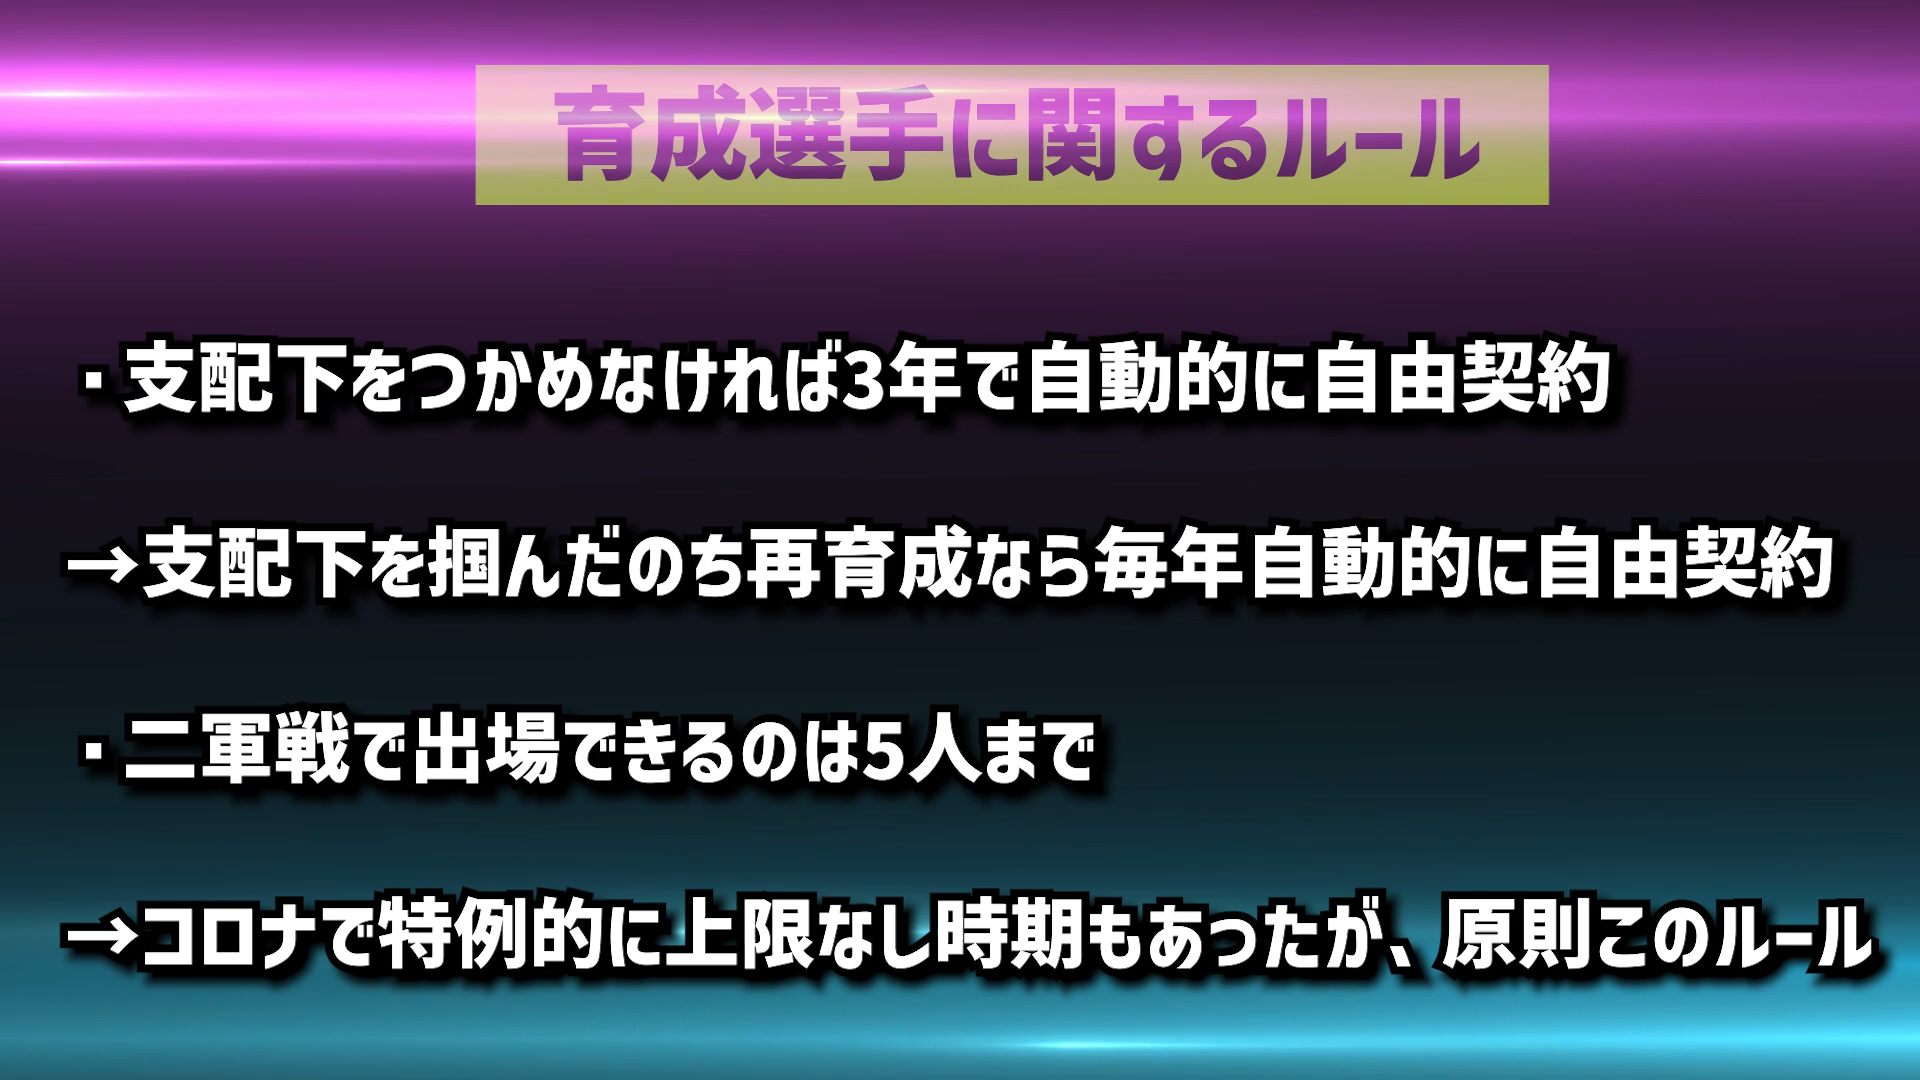 育成選手に関するルール
・支配下をつかめなければ3年で自動的に自由契約
→支配下を掴んだのち再育成なら毎年自動的に自由契約
・二軍戦で出場できるのは5人まで
→コロナで特例的に上限なし時期もあったが、原則このルール